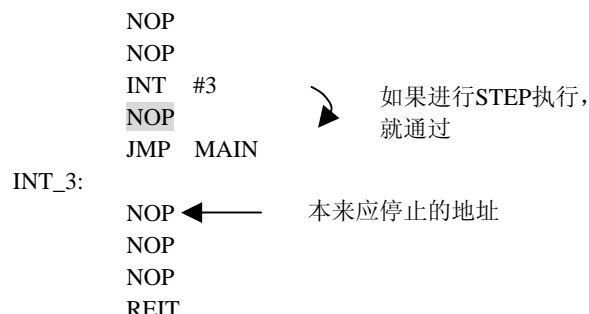 NOP
NOP
INT #3
NOP
JMP MAIN
如果进行STEP执行，
就通过
INT_3:
NOP
本来应停止的地址
NOP
NOP
REIT